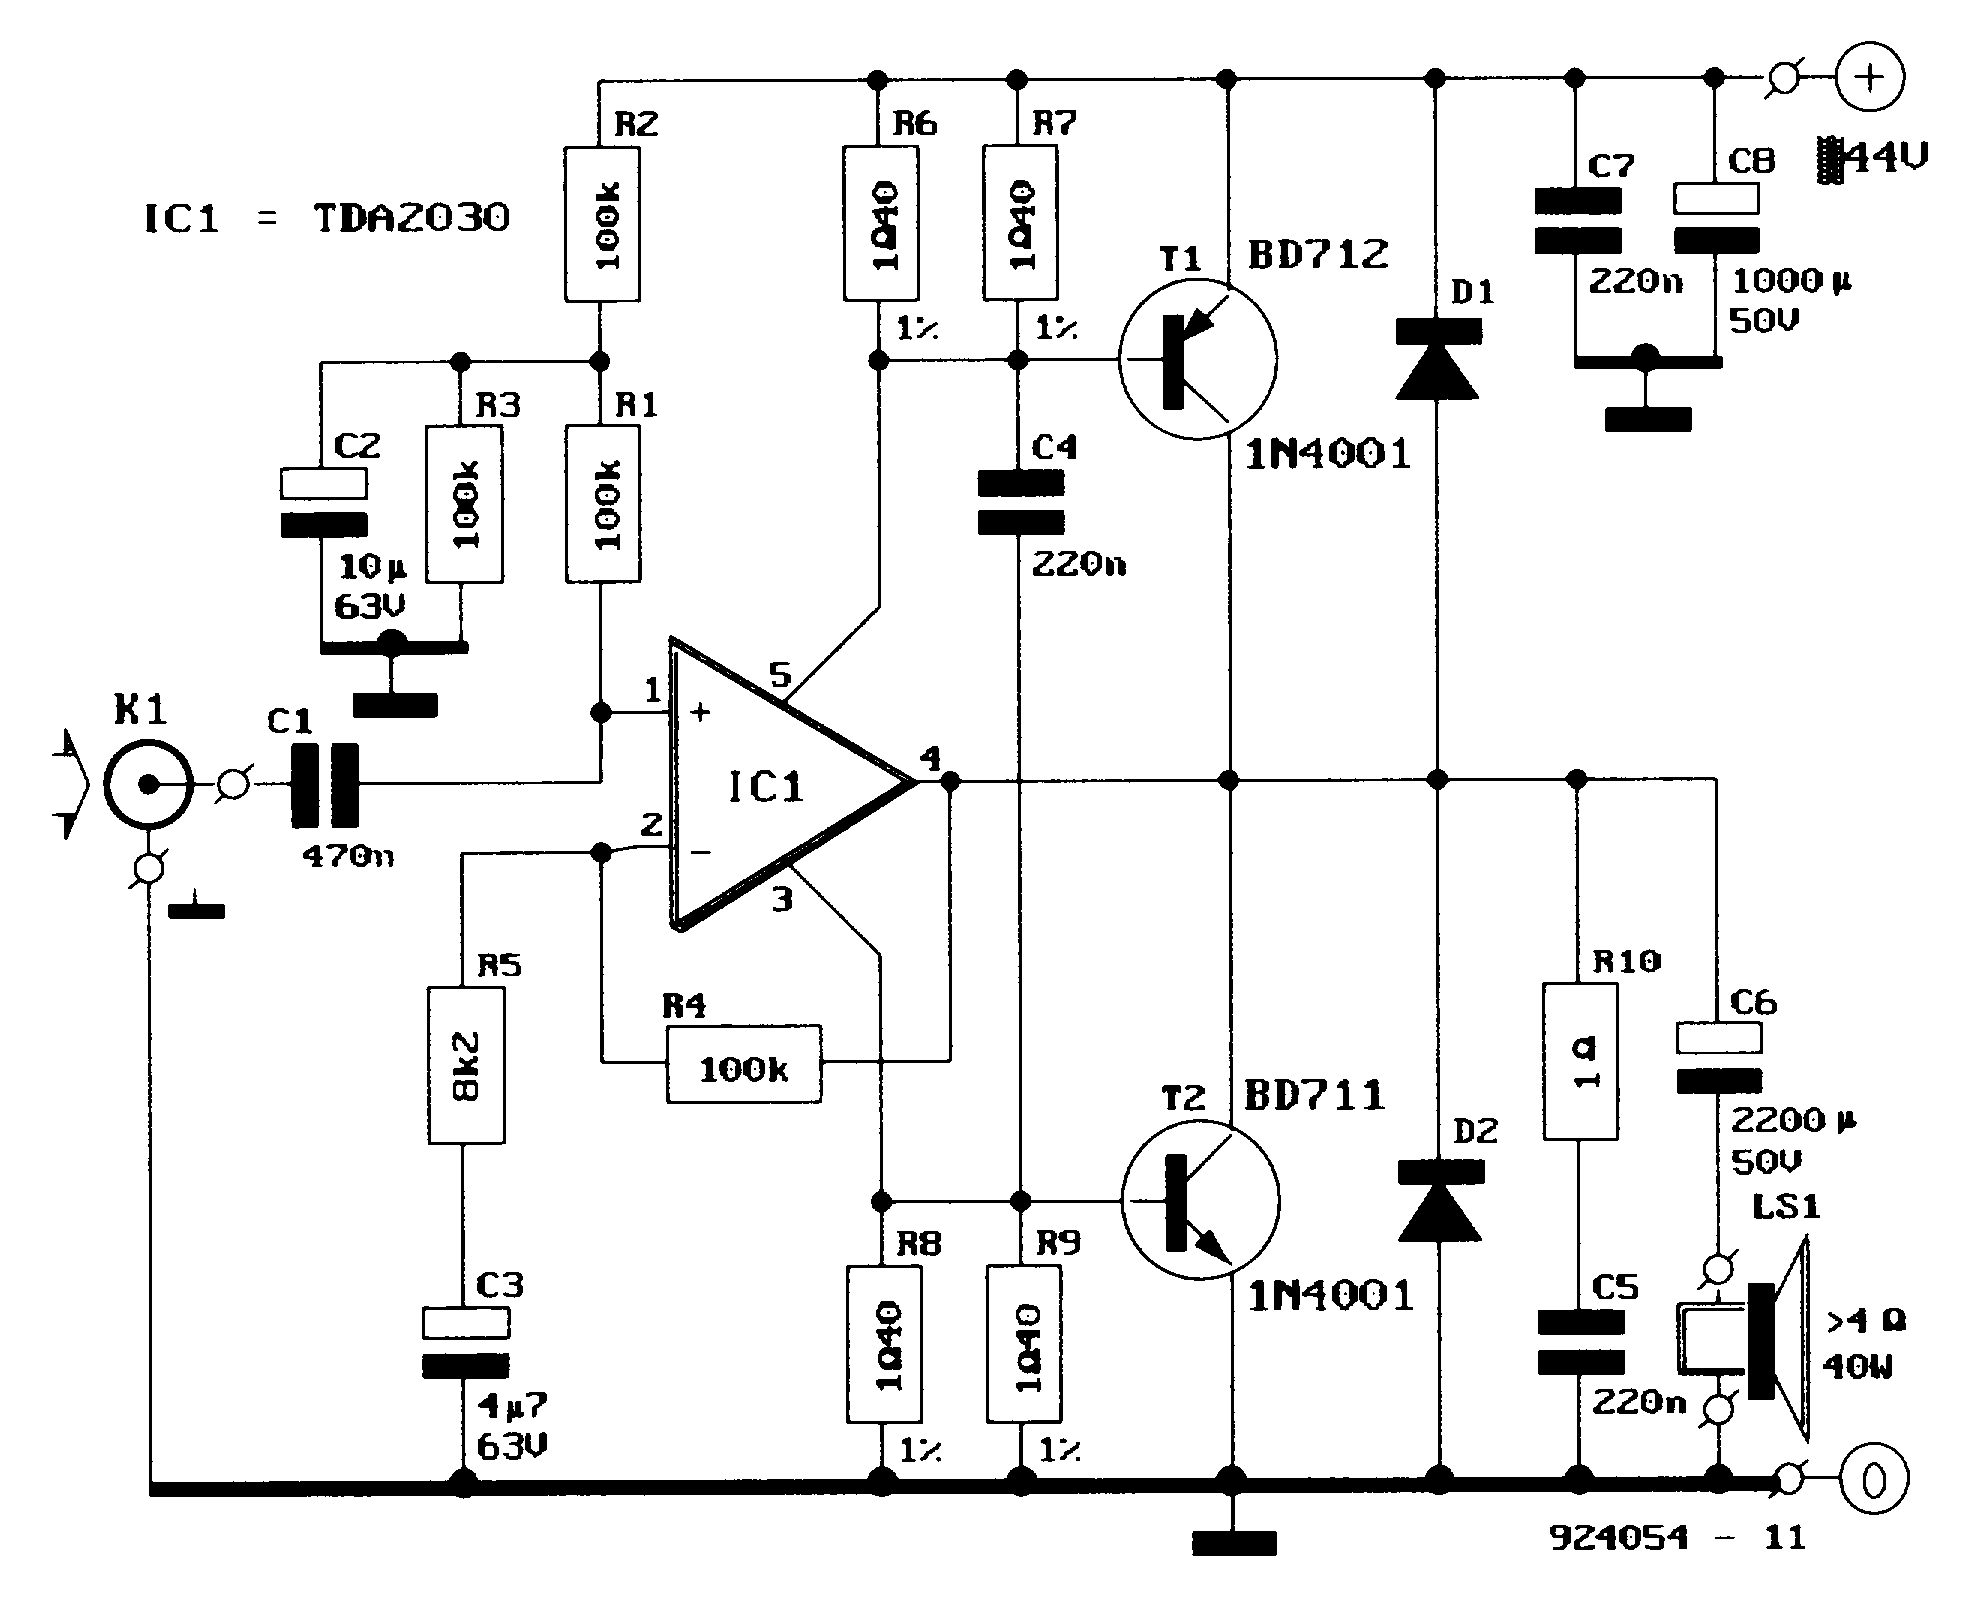 R2
R6
R7
C7
C8
44V
IC1 = TDA2030
100k
1Ω40
1Ω40
T1
BD712
D1
220n
1000µ
50V
1%
1%
R3
R1
C2
C4
1N4001
100k
100k
10µ
63V
220n
K1
C1
1
5
+
4
IC1
2
-
470n
3
R5
R4
R10
C6
8k2
100k
1Ω
T2
BD711
D2
2200µ
50V
LS1
R8
R9
C3
C5
1N4001
1Ω40
1Ω40
>4Ω
40W
4µ7
63V
220n
1%
1%
+
0
924054 - 11